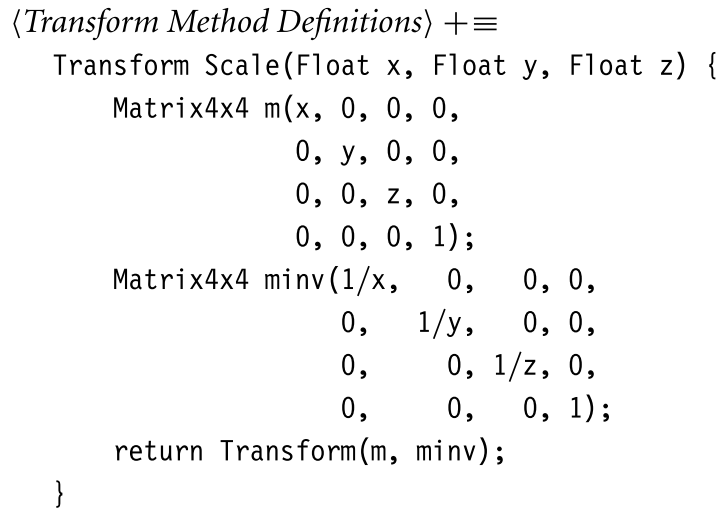 ⟨Transform Method Definitions⟩ +≡
Transform Scale(Float x, Float y, Float z) {
    Matrix4x4 m(x, 0, 0, 0,
                0, y, 0, 0,
                0, 0, z, 0,
                0, 0, 0, 1);
    Matrix4x4 minv(1/x,   0,   0, 0,
                   0,   1/y,   0, 0,
                   0,     0, 1/z, 0,
                   0,     0,   0, 1);
    return Transform(m, minv);
}